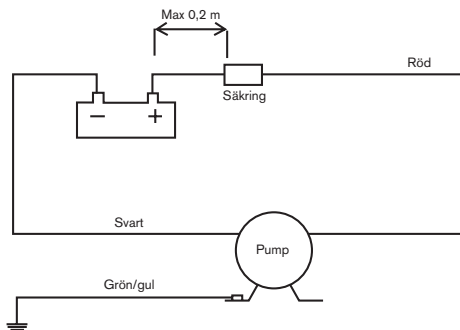 Max 0,2 m
Röd
Säkring
– +
Svart
Pump
Grön/gul